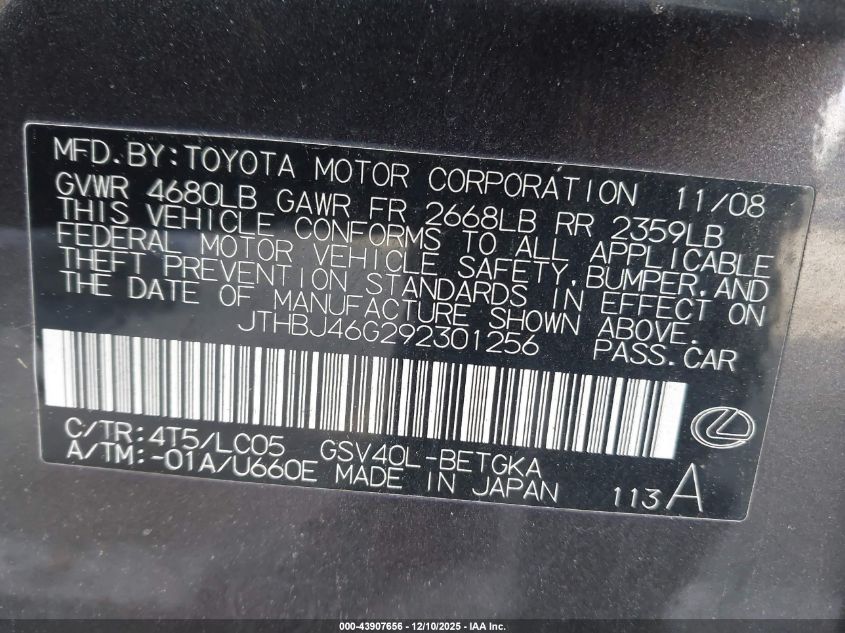 MFD.BY:TOYOTA MOTOR CORPORATION 11/08
GVWR 4680LB GAWR FR 2668LB RR 2359LB
THIS VEHICLE CONFORMS TO ALL APPLICABLE
FEDERAL MOTOR VEHICLE SAFETY,BUMPER,AND
THEFT PREVENTION STANDARDS IN EFFECT ON
THE DATE OF MANUFACTURE SHOWN ABOVE.
JTHBJ46G292301256 PASS.CAR
C/TR:4T5/LC05 GSV40L-BETGKA
A/TM:-01A/U660E MADE IN JAPAN 113A
000-43907656 - 12/10/2025 - IAA Inc.